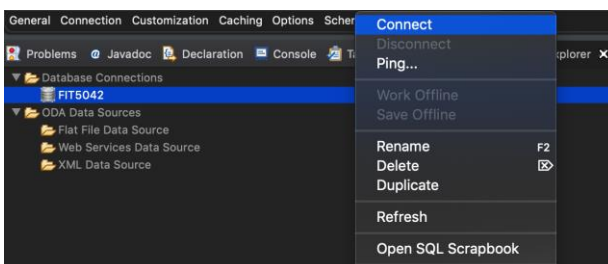 General Connection Customization Caching Options
Problems Javadoc Declaration Console
Database Connections
FIT5042
ODA Data Sources
Flat File Data Source
Web Services Data Source
XML Data Source
Connect
Disconnect
Ping...
Work Offline
Save Offline
Rename F2
Delete
Duplicate
Refresh
Open SQL Scrapbook